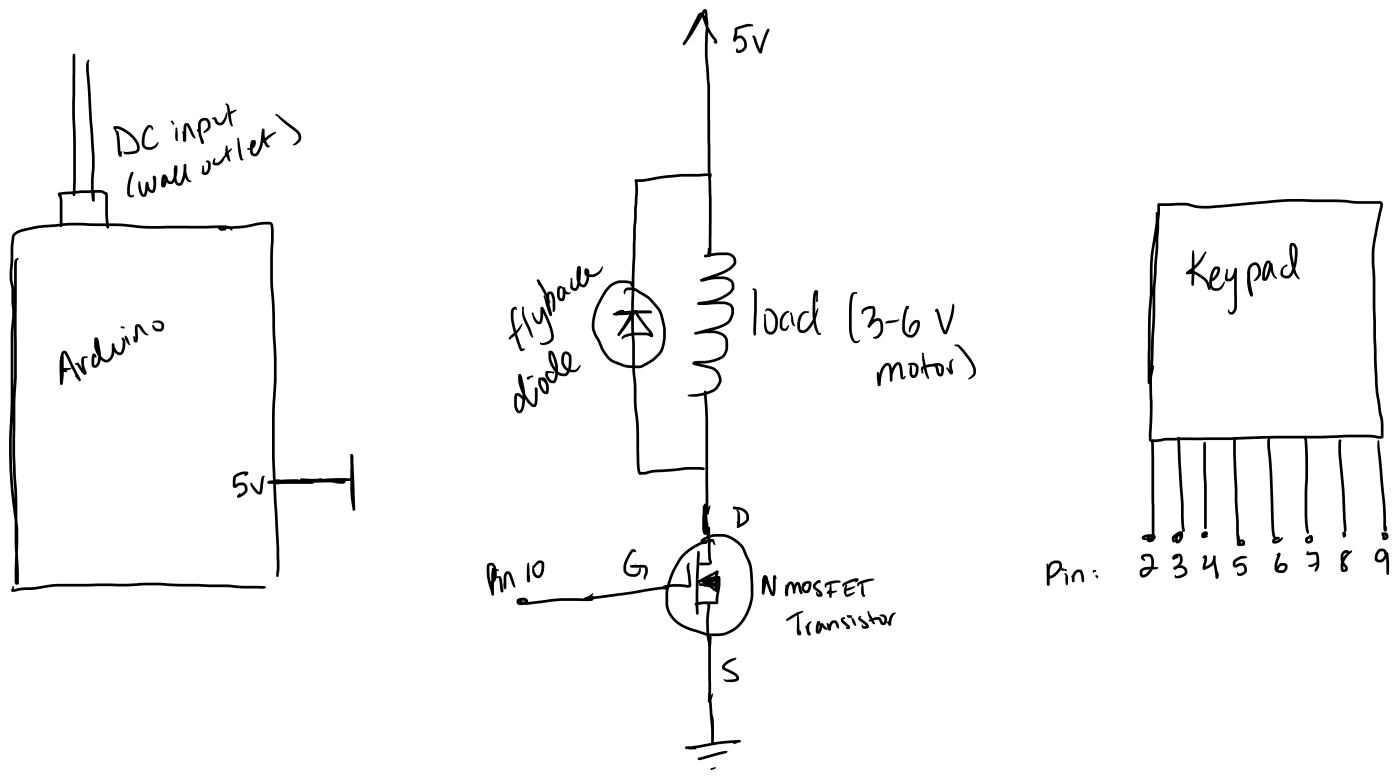 DC input
(wall outlet)
Arduino
5v
5V
flyback
diode
load (3-6 V
motor)
D
Pin 10
G
N MOSFET
Transistor
S
Keypad
Pin: 2 3 4 5 6 7 8 9